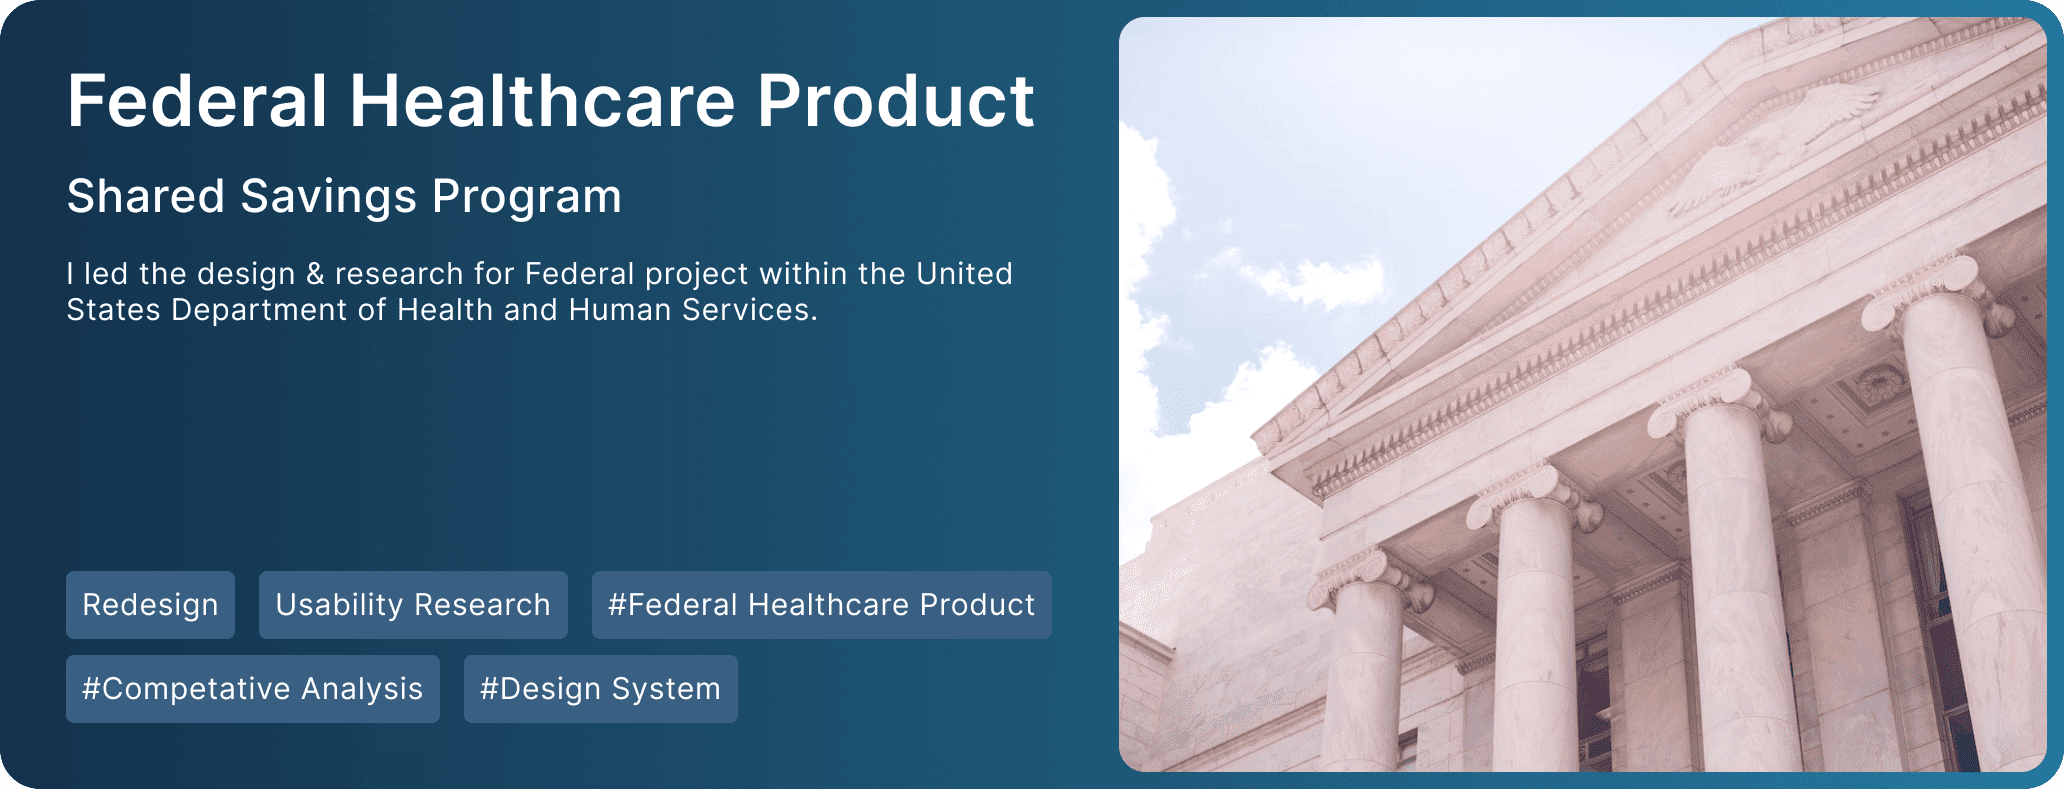 Federal Healthcare Product
Shared Savings Program
I led the design & research for Federal project within the United
States Department of Health and Human Services.
Redesign
Usability Research
#Federal Healthcare Product
#Competative Analysis
#Design System